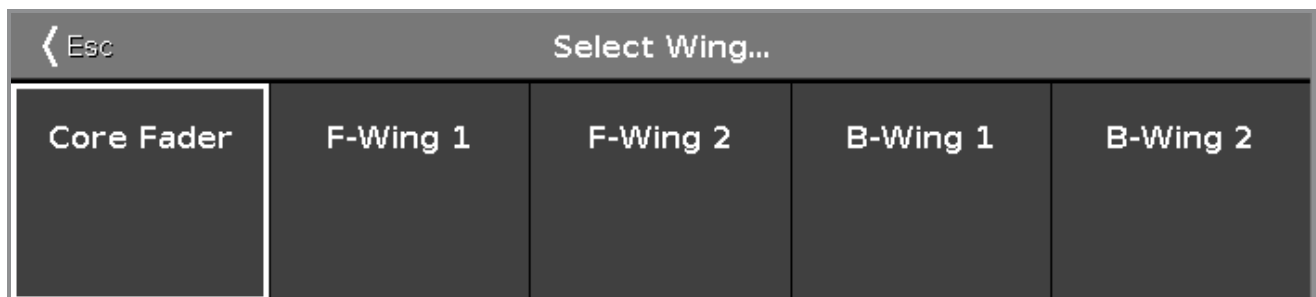 Esc
Select Wing...
Core Fader
F-Wing 1
F-Wing 2
B-Wing 1
B-Wing 2